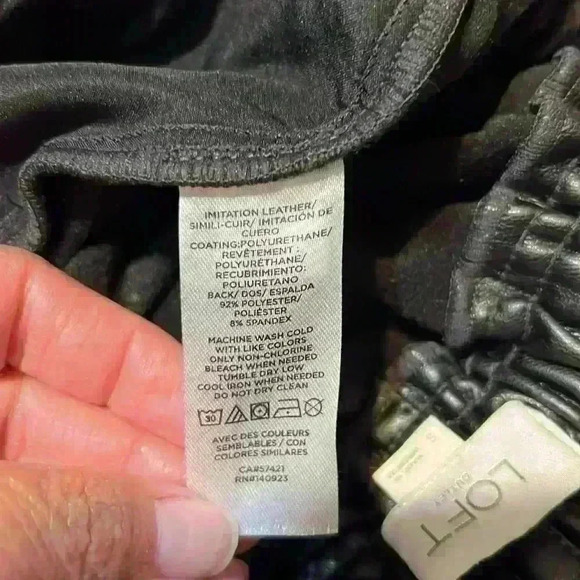 IMITATION LEATHER/
SIMILI-CUIR/ IMITACIÓN DE
CUERO
COATING:POLYURETHANE/
REVÊTEMENT :
POLYURÉTHANE/
RECUBRIMIENTO:
POLIURETANO
BACK/ DOS/ ESPALDA
92% POLYESTER/
POLIÉSTER
8% SPANDEX
MACHINE WASH COLD
WITH LIKE COLORS
ONLY NON-CHLORINE
BLEACH WHEN NEEDED
TUMBLE DRY LOW
COOL IRON WHEN NEEDED
DO NOT DRY CLEAN
30
AVEC DES COULEURS
SEMBLABLES / CON
COLORES SIMILARES
CA#57421
RN#140923
S
LOFT
OUTLET